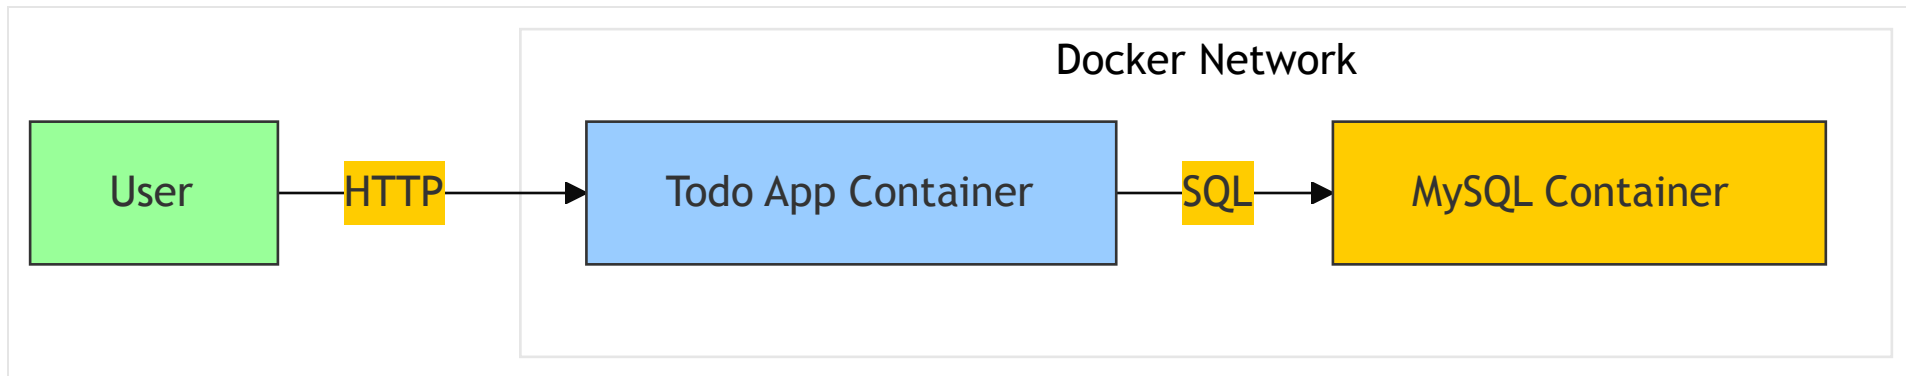 Docker Network
User
HTTP
Todo App Container
SQL
MySQL Container